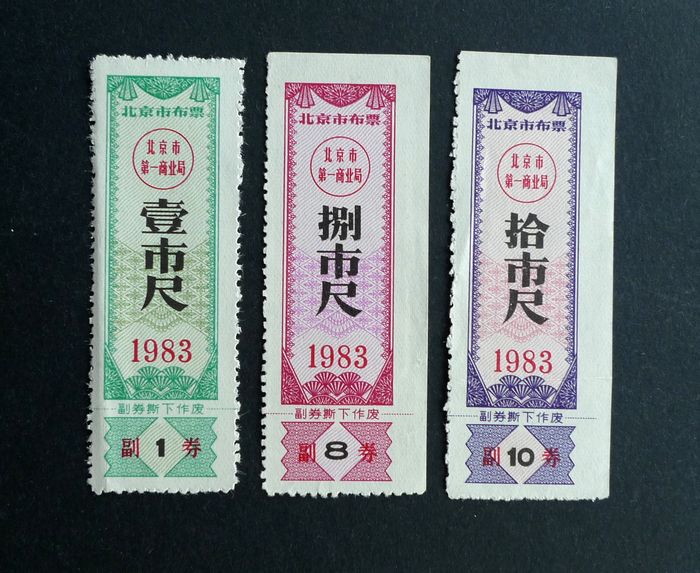 北京市布票
北京市
第一商业局
壹市尺
1983
副券撕下作废
副 1 券
北京市布票
北京市
第一商业局
捌市尺
1983
副券撕下作废
副 8 券
北京市布票
北京市
第一商业局
拾市尺
1983
副券撕下作废
副 10 券